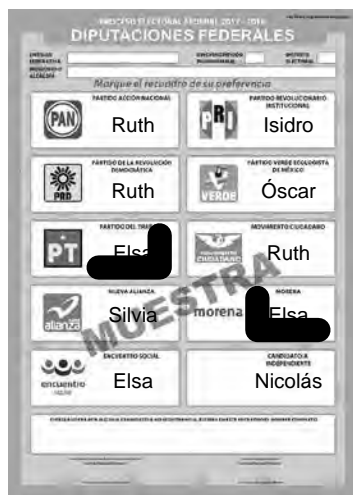 PROCESO ELECTORAL FEDERAL 2017 - 2018
DIPUTACIONES FEDERALES
ENTIDAD
FEDERATIVA
CIRCUNSCRIPCIÓN
PLURINOMINAL
DISTRITO
ELECTORAL
MUNICIPIO O
ALCALDÍA
Marque el recuadro de su preferencia
PARTIDO ACCIÓN NACIONAL
PAN
Ruth
PARTIDO REVOLUCIONARIO
INSTITUCIONAL
PRI
Isidro
PARTIDO DE LA REVOLUCIÓN
DEMOCRÁTICA
PRD
Ruth
PARTIDO VERDE ECOLOGISTA
DE MÉXICO
VERDE
Óscar
PARTIDO DEL
PT
Elsa
MOVIMIENTO CIUDADANO
MOVIMIENTO
CIUDADANO
Ruth
NUEVA ALIANZA
alianza
Silvia
MORENA
morena
Elsa
ENCUENTRO SOCIAL
encuentro
social
Elsa
CANDIDATO/A
INDEPENDIENTE
Nicolás
MUESTRA